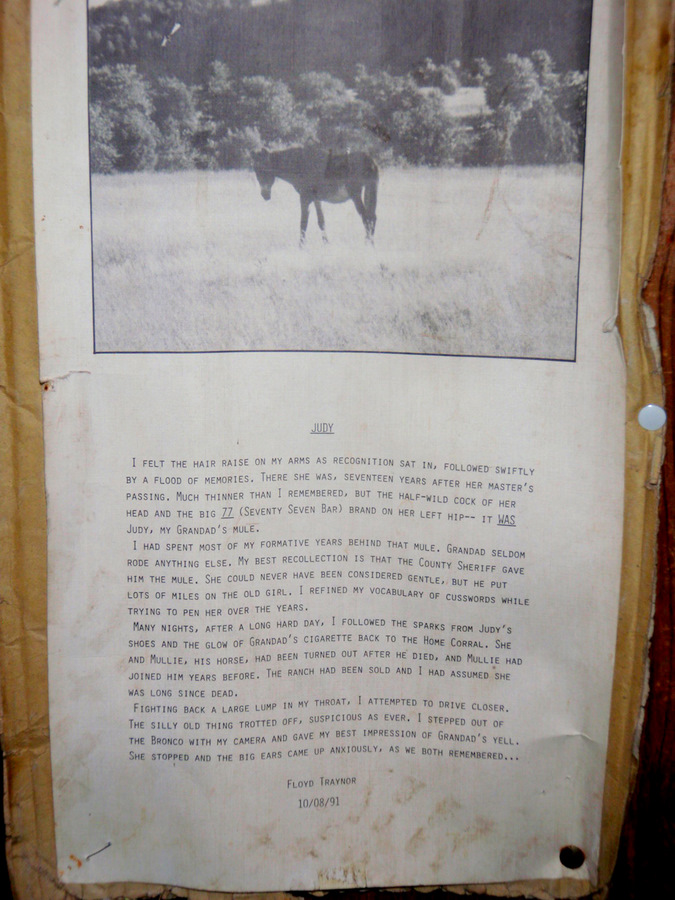 JUDY
I FELT THE HAIR RAISE ON MY ARMS AS RECOGNITION SAT IN, FOLLOWED SWIFTLY
BY A FLOOD OF MEMORIES. THERE SHE WAS, SEVENTEEN YEARS AFTER HER MASTER'S
PASSING. MUCH THINNER THAN I REMEMBERED, BUT THE HALF-WILD COCK OF HER
HEAD AND THE BIG 77 (SEVENTY SEVEN BAR) BRAND ON HER LEFT HIP-- IT WAS
JUDY, MY GRANDAD'S MULE.
I HAD SPENT MOST OF MY FORMATIVE YEARS BEHIND THAT MULE. GRANDAD SELDOM
RODE ANYTHING ELSE. MY BEST RECOLLECTION IS THAT THE COUNTY SHERIFF GAVE
HIM THE MULE. SHE COULD NEVER HAVE BEEN CONSIDERED GENTLE, BUT HE PUT
LOTS OF MILES ON THE OLD GIRL. I REFINED MY VOCABULARY OF CUSSWORDS WHILE
TRYING TO PEN HER OVER THE YEARS.
MANY NIGHTS, AFTER A LONG HARD DAY, I FOLLOWED THE SPARKS FROM JUDY'S
SHOES AND THE GLOW OF GRANDAD'S CIGARETTE BACK TO THE HOME CORRAL. SHE
AND MULLIE, HIS HORSE, HAD BEEN TURNED OUT AFTER HE DIED, AND MULLIE HAD
JOINED HIM YEARS BEFORE. THE RANCH HAD BEEN SOLD AND I HAD ASSUMED SHE
WAS LONG SINCE DEAD.
FIGHTING BACK A LARGE LUMP IN MY THROAT, I ATTEMPTED TO DRIVE CLOSER.
THE SILLY OLD THING TROTTED OFF, SUSPICIOUS AS EVER. I STEPPED OUT OF
THE BRONCO WITH MY CAMERA AND GAVE MY BEST IMPRESSION OF GRANDAD'S YELL.
SHE STOPPED AND THE BIG EARS CAME UP ANXIOUSLY, AS WE BOTH REMEMBERED...
FLOYD TRAYNOR
10/08/91